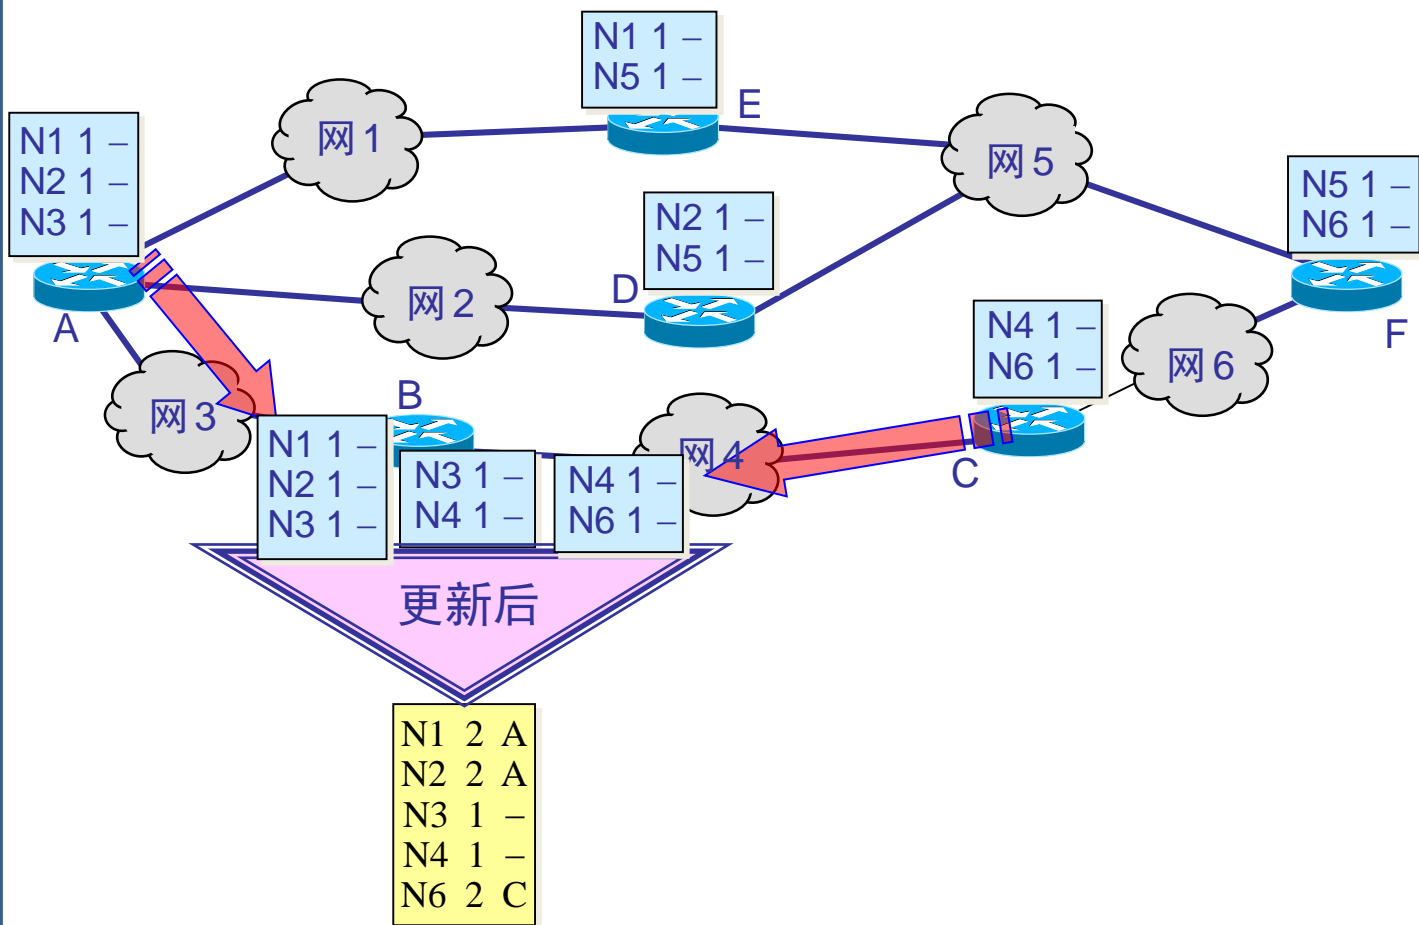 N1 1 –
N5 1 –
E
N1 1 –
N2 1 –
N3 1 –
网1
网5
N5 1 –
N6 1 –
N2 1 –
N5 1 –
D
网2
A
F
N4 1 –
N6 1 –
网6
网3
B
网4
C
N1 1 –
N2 1 –
N3 1 –
N3 1 –
N4 1 –
N4 1 –
N6 1 –
更新后
N1 2 A
N2 2 A
N3 1 –
N4 1 –
N6 2 C